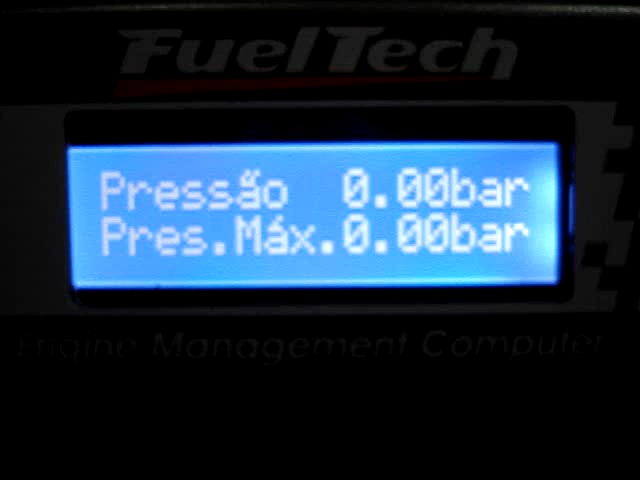 FuelTech
Pressão 0.00bar
Pres.Máx.0.00bar
Engine Management Computer